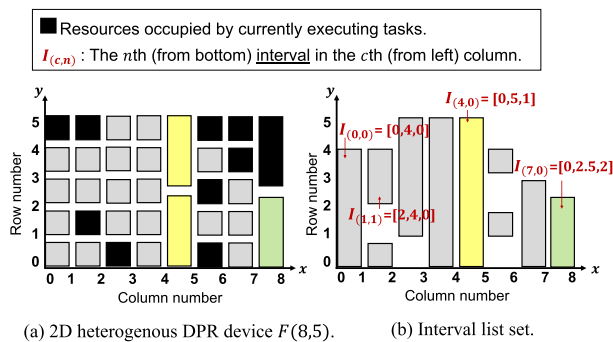 Resources occupied by currently executing tasks.
I(c,n) : The nth (from bottom) interval in the cth (from left) column.
y
5
4
3
2
1
0
Row number
0 1 2 3 4 5 6 7 8 x
Column number
y
5
4
3
2
1
0
Row number
I(0,0)= [0,4,0]
I(4,0)= [0,5,1]
I(1,1)=[2,4,0]
I(7,0)=[0,2.5,2]
0 1 2 3 4 5 6 7 8 x
Column number
(a) 2D heterogenous DPR device F(8,5).
(b) Interval list set.